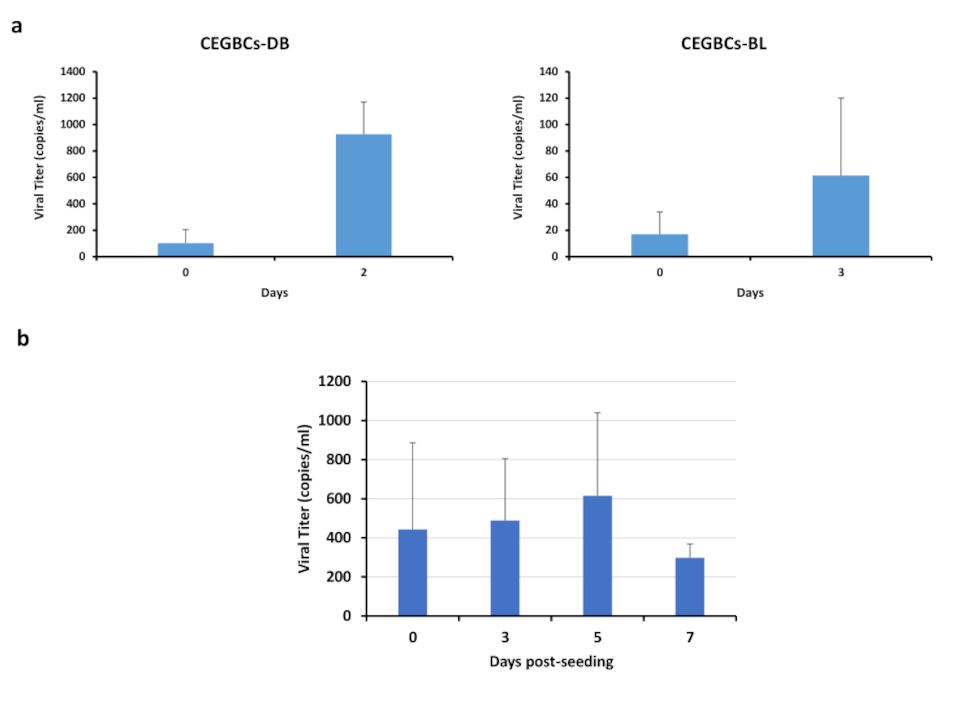 a
CEGBCs-DB
Viral Titer (copies/ml)
1400
1200
1000
800
600
400
200
0
0 2
Days
CEGBCs-BL
Viral Titer (copies/ml)
140
120
100
80
60
40
20
0
0 3
Days
b
Viral Titer (copies/ml)
1200
1000
800
600
400
200
0
0 3 5 7
Days post-seeding